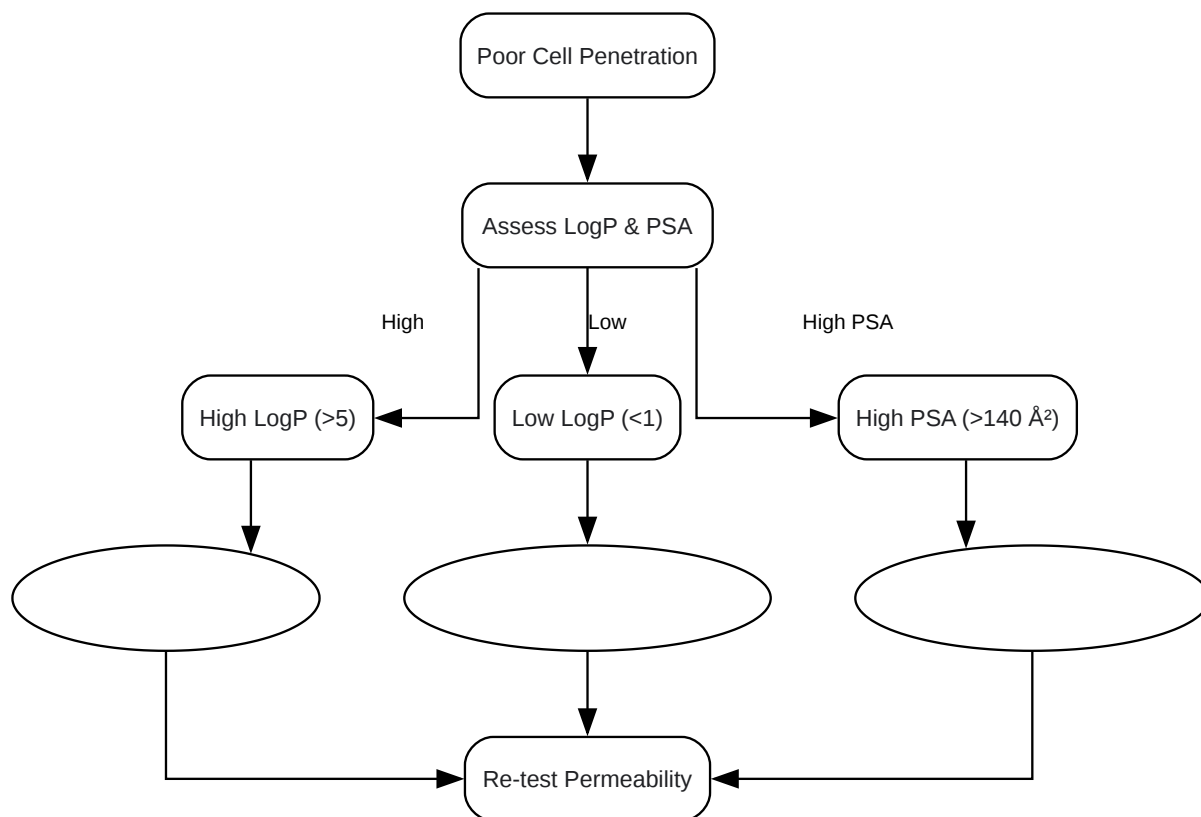 Poor Cell Penetration
Assess LogP & PSA
High
Low
High PSA
High LogP (>5)
Low LogP (<1)
High PSA (>140 Å²)
Re-test Permeability